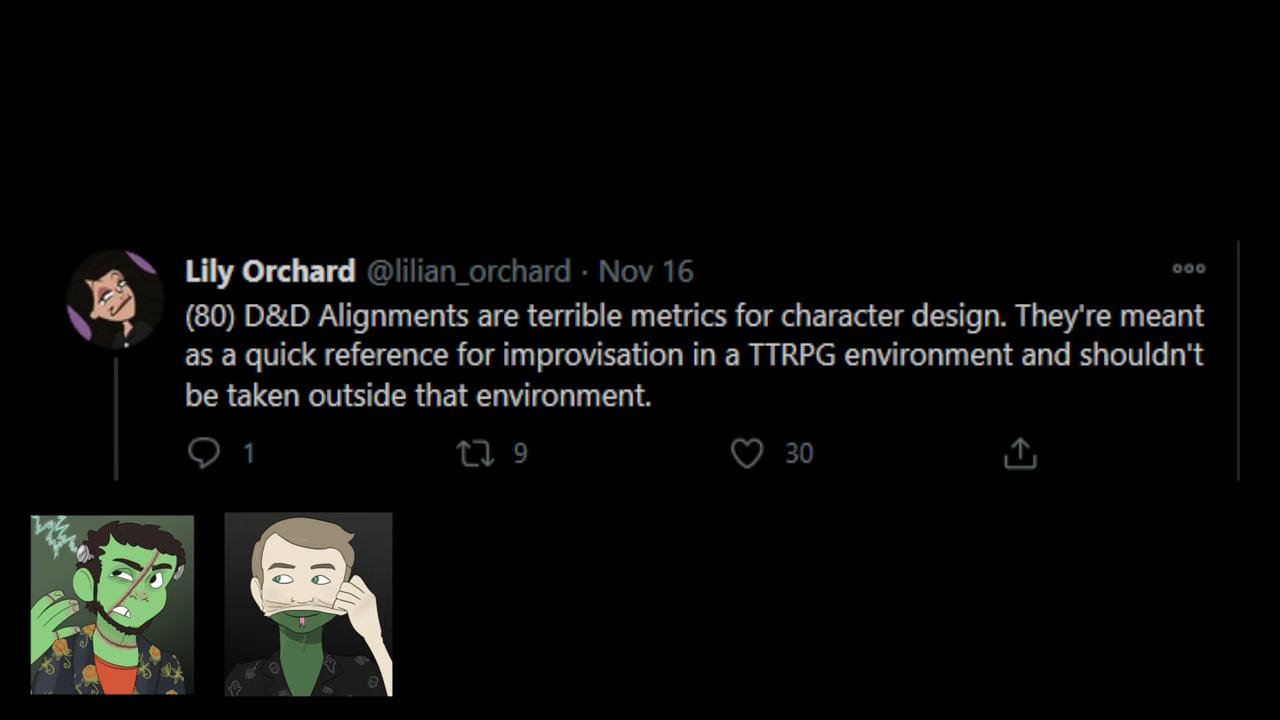 Lily Orchard @lilian_orchard · Nov 16
(80) D&D Alignments are terrible metrics for character design. They're meant
as a quick reference for improvisation in a TTRPG environment and shouldn't
be taken outside that environment.
1 9 30